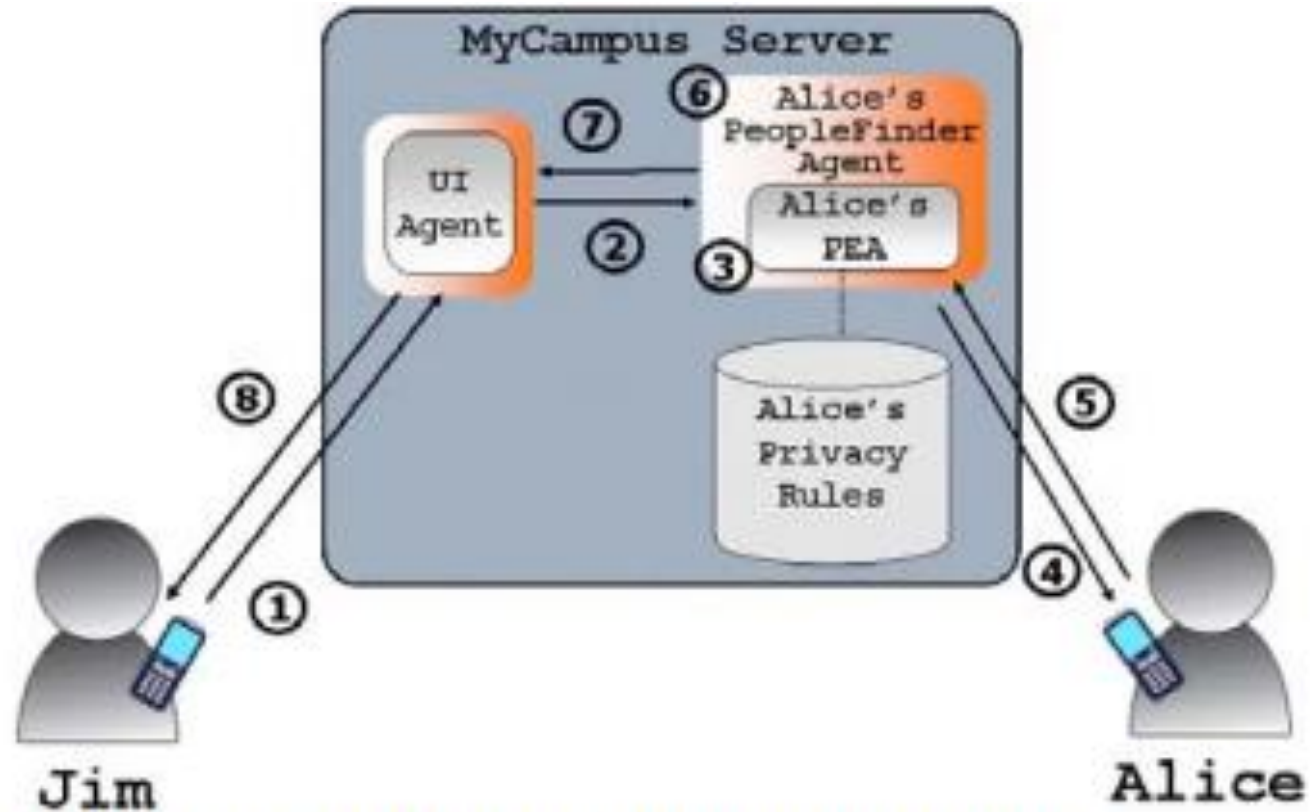 MyCampus Server
⑥
Alice's
PeopleFinder
Agent
⑦
UI
Agent
Alice's
PEA
②
③
⑧
Alice's
Privacy
Rules
⑤
④
①
Jim
Alice